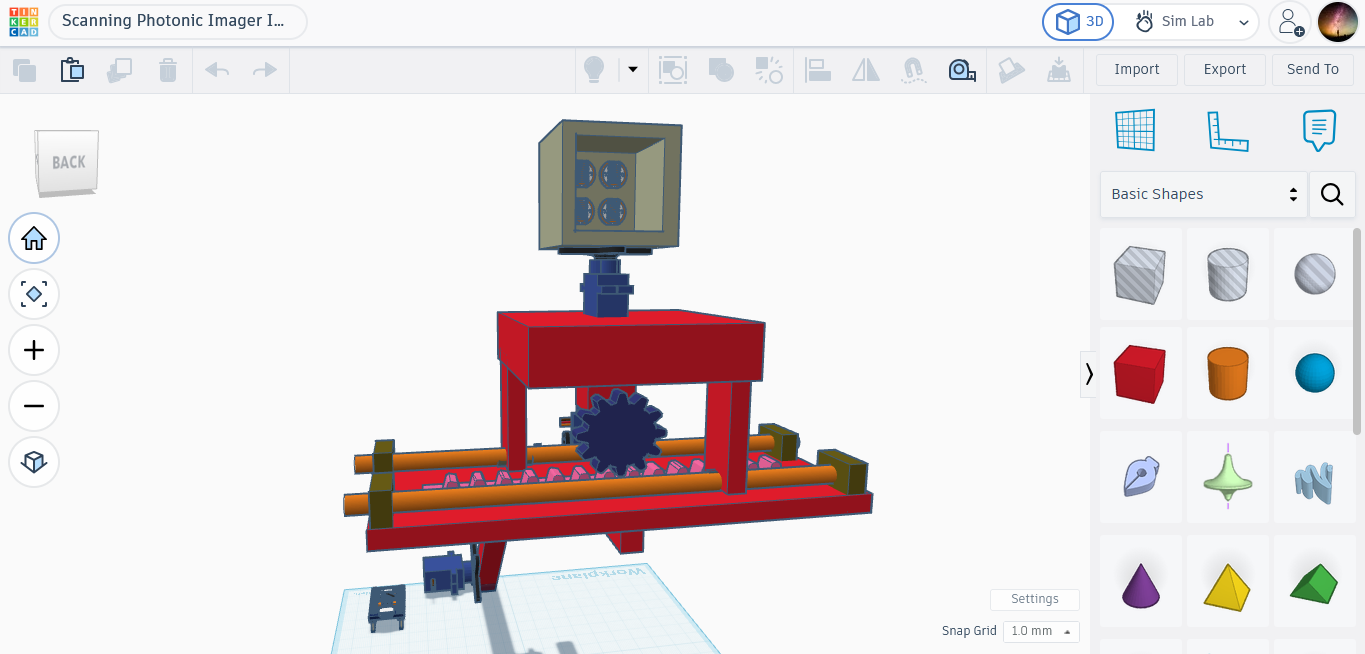 TIN
KER
CAD
Scanning Photonic Imager I...
3D
Sim Lab
Import
Export
Send To
BACK
Basic Shapes
Workplane
Settings
Snap Grid
1.0 mm